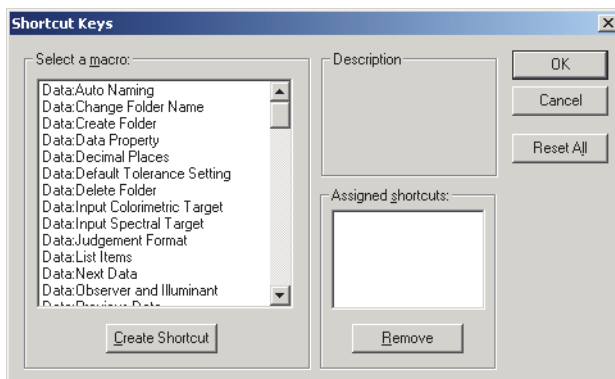 Shortcut Keys
Select a macro:
Data:Auto Naming
Data:Change Folder Name
Data:Create Folder
Data:Data Property
Data:Decimal Places
Data:Default Tolerance Setting
Data:Delete Folder
Data:Input Colorimetric Target
Data:Input Spectral Target
Data:Judgement Format
Data:List Items
Data:Next Data
Data:Observer and Illuminant
Data:Previous Data
Create Shortcut
Description
Assigned shortcuts:
Remove
OK
Cancel
Reset All